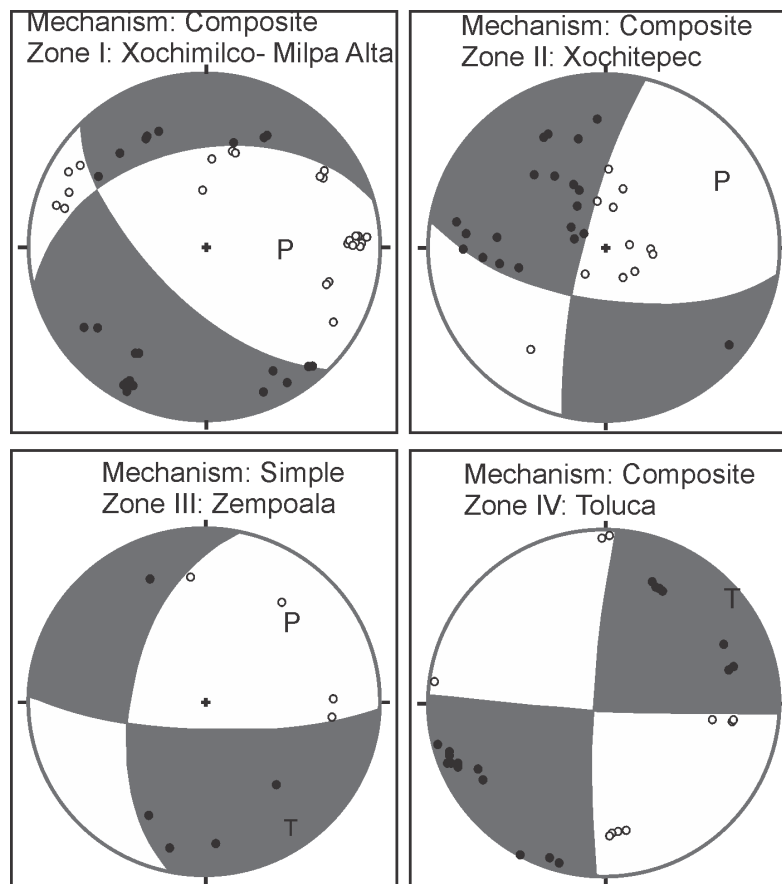 Mechanism: Composite
Zone I: Xochimilco- Milpa Alta
P
Mechanism: Composite
Zone II: Xochitepec
P
Mechanism: Simple
Zone III: Zempoala
P
T
Mechanism: Composite
Zone IV: Toluca
T